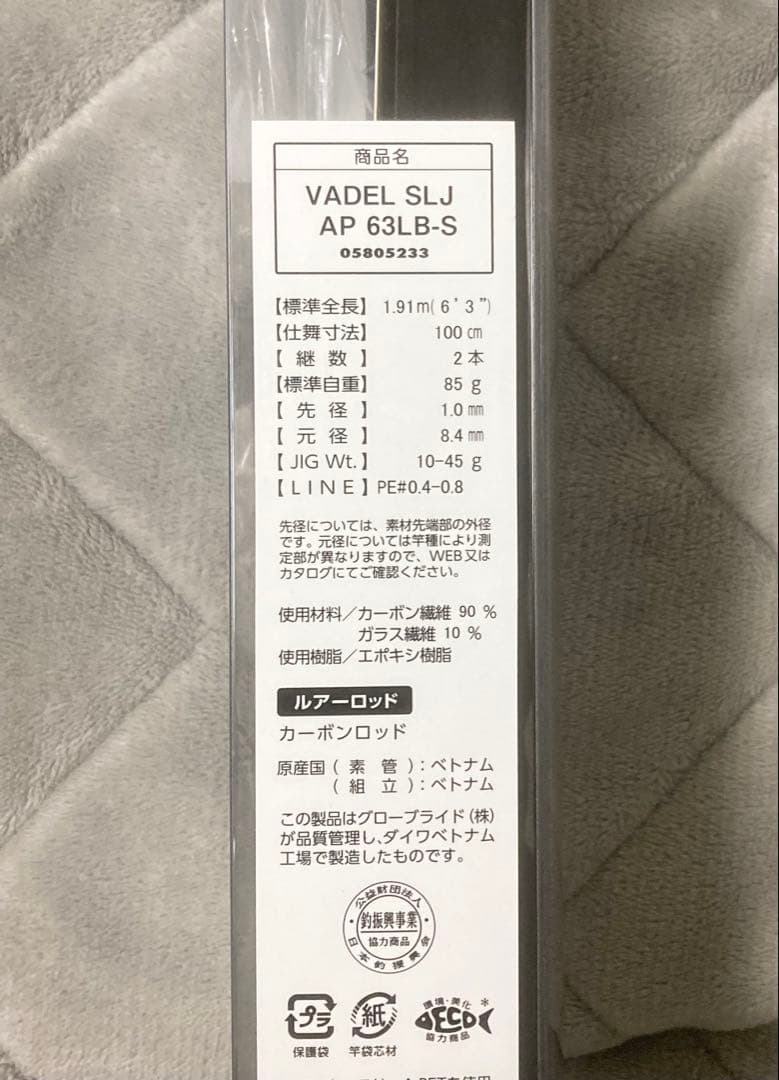 商品名
VADEL SLJ
AP 63LB-S
05805233
【標準全長】 1.91m(6'3")
【仕舞寸法】 100㎝
【継数】 2本
【標準自重】 85g
【先径】 1.0㎜
【元径】 8.4㎜
【JIG Wt.】 10-45g
【LINE】PE#0.4-0.8
先径については、素材先端部の外径
です。元径については竿種により測
定部が異なりますので、WEB又は
カタログにてご確認ください。
使用材料/カーボン繊維 90 %
ガラス繊維 10 %
使用樹脂/エポキシ樹脂
ルアーロッド
カーボンロッド
原産国(素管):ベトナム
(組立):ベトナム
この製品はグローブライド(株)
が品質管理し、ダイワベトナム
工場で製造したものです。
公益財団法人
釣振興事業
協力商品
日本釣振興会
プラ
保護袋
紙
竿袋芯材
環境・美化
DECO
協力商品